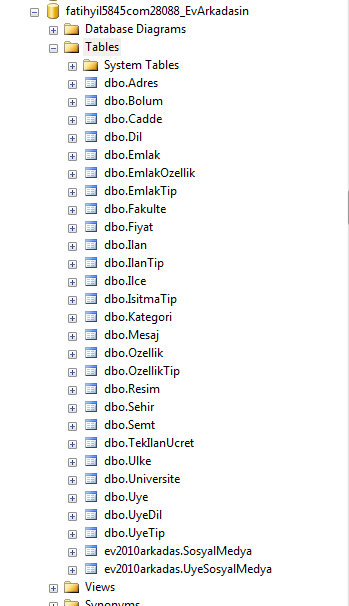 fatihyil5845com28088_EvArkadasin
Database Diagrams
Tables
System Tables
dbo.Adres
dbo.Bolum
dbo.Cadde
dbo.Dil
dbo.Emlak
dbo.EmlakOzellik
dbo.EmlakTip
dbo.Fakulte
dbo.Fiyat
dbo.Ilan
dbo.IlanTip
dbo.Ilce
dbo.IsitmaTip
dbo.Kategori
dbo.Mesaj
dbo.Ozellik
dbo.OzellikTip
dbo.Resim
dbo.Sehir
dbo.Semt
dbo.TekIlanUcret
dbo.Ulke
dbo.Universite
dbo.Uye
dbo.UyeDil
dbo.UyeTip
ev2010arkadas.SosyalMedya
ev2010arkadas.UyeSosyalMedya
Views
Synonyms